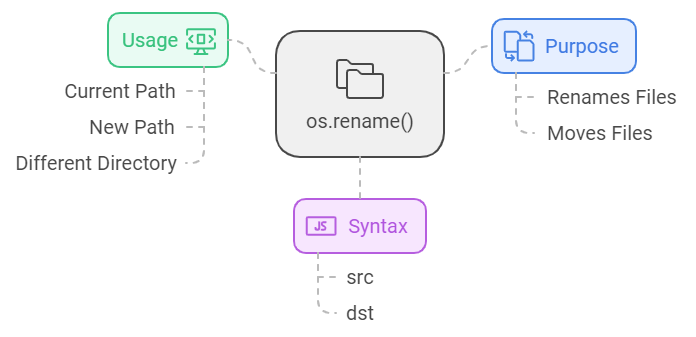 Usage
Current Path
New Path
Different Directory
os.rename()
Purpose
Renames Files
Moves Files
JS
Syntax
src
dst